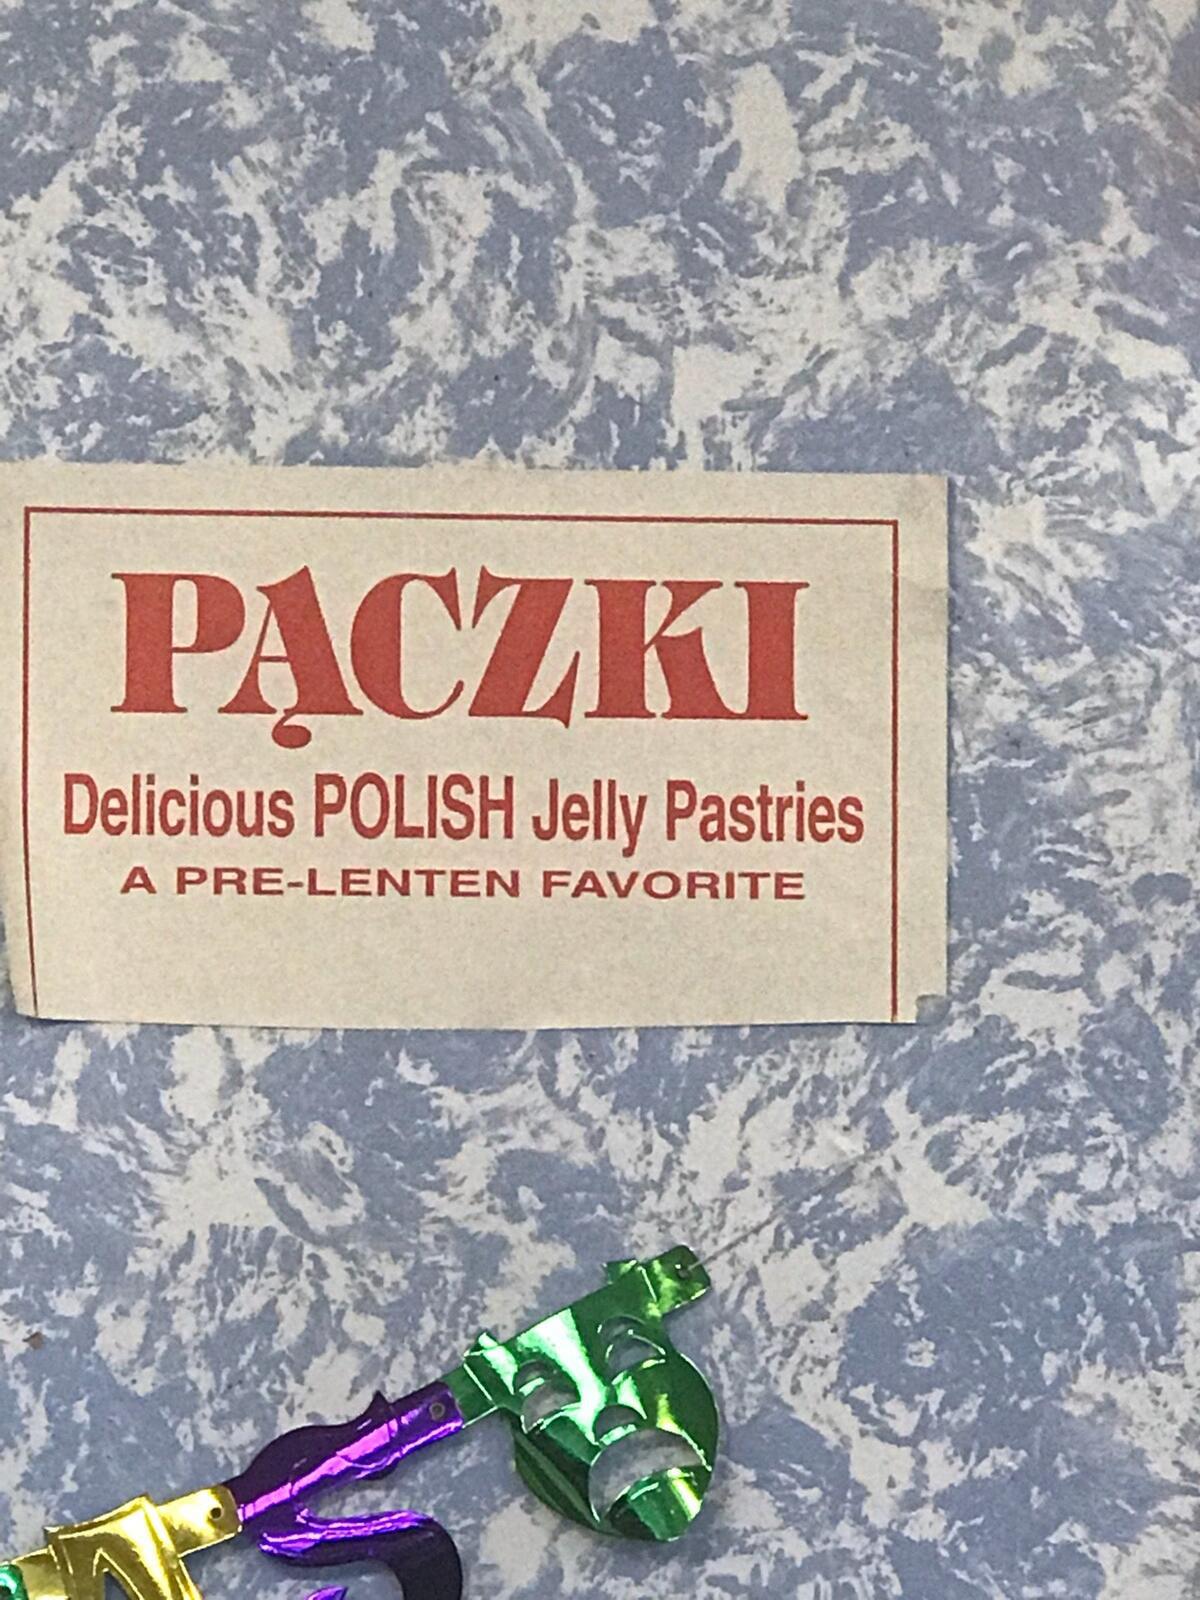 PĄCZKI
Delicious POLISH Jelly Pastries
A PRE-LENTEN FAVORITE